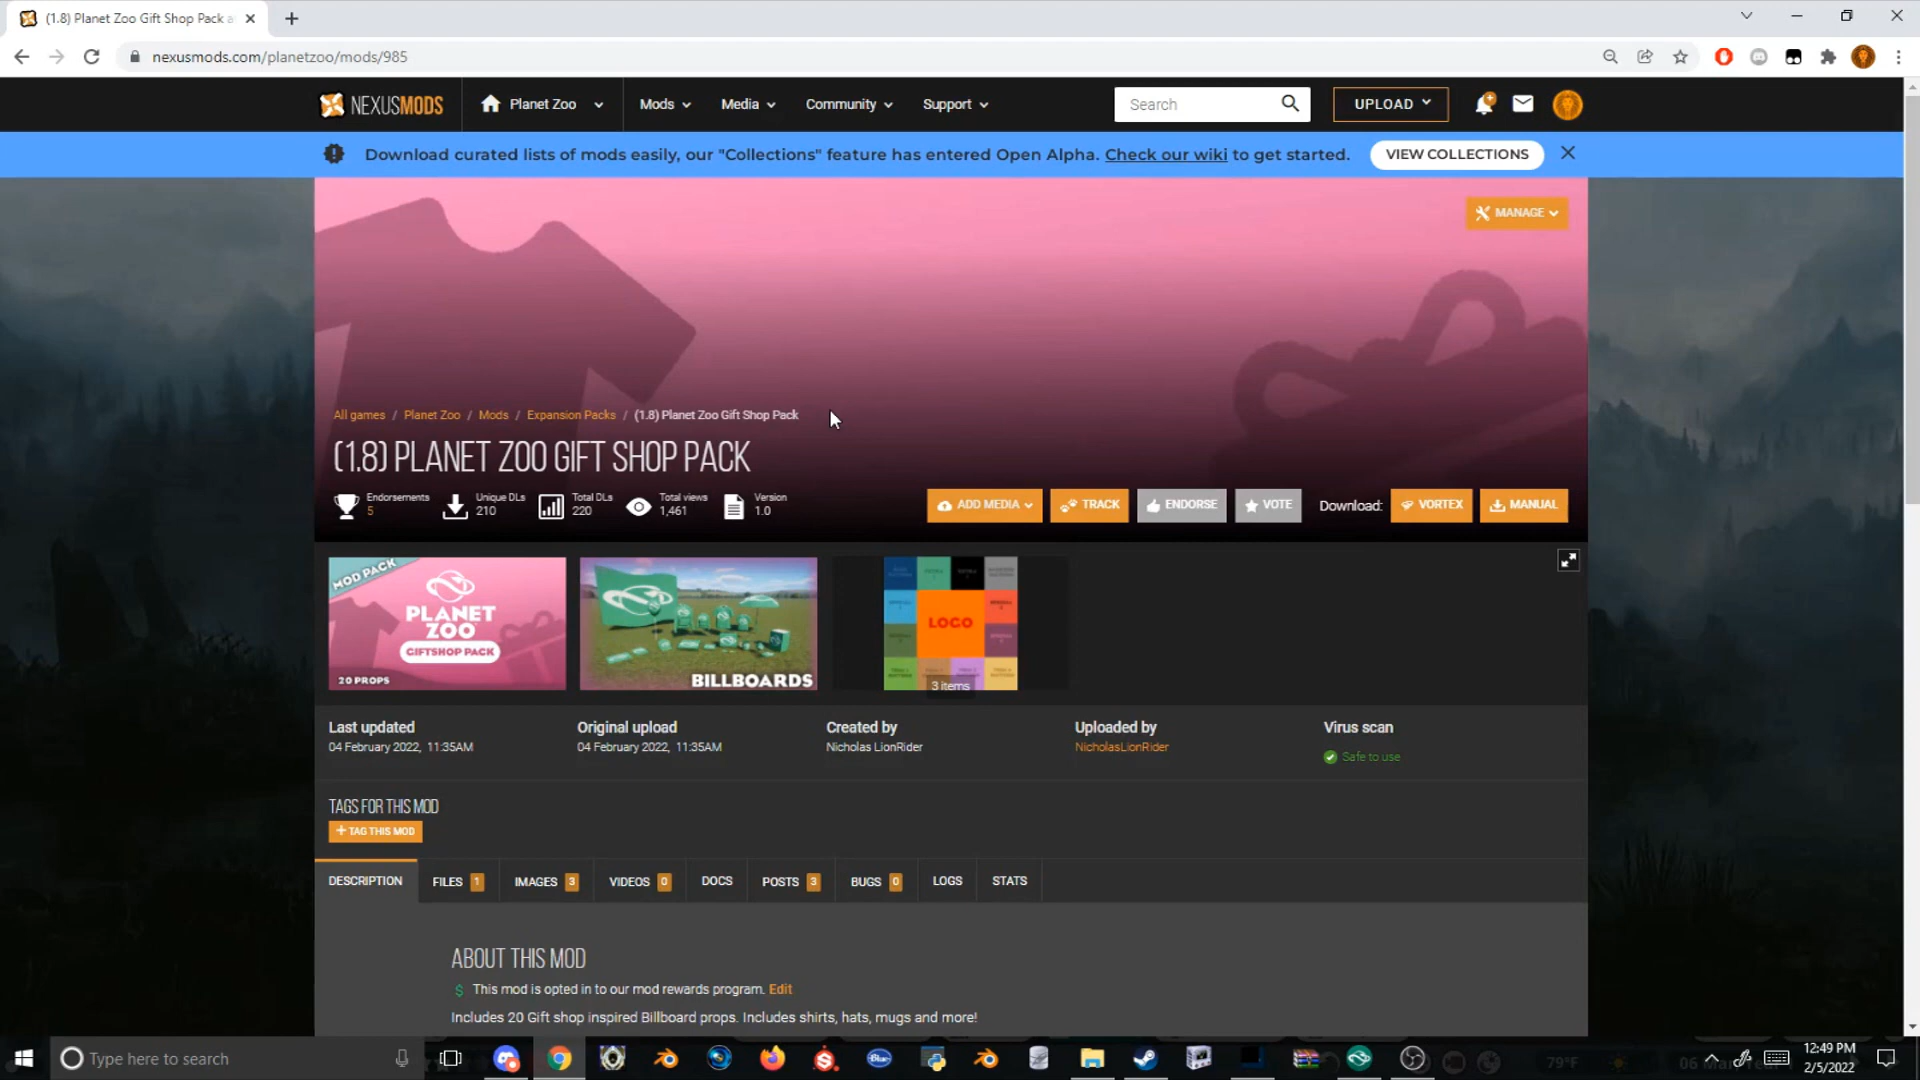 (1.8) Planet Zoo Gift Shop Pack
nexusmods.com/planetzoo/mods/985
NEXUSMODS
Planet Zoo
Mods
Media
Community
Support
Search
UPLOAD
Download curated lists of mods easily, our "Collections" feature has entered Open Alpha. Check our wiki to get started.
VIEW COLLECTIONS
MANAGE
All games / Planet Zoo / Mods / Expansion Packs / (1.8) Planet Zoo Gift Shop Pack
(1.8) PLANET ZOO GIFT SHOP PACK
Endorsements
5
Unique DLs
210
Total DLs
220
Total views
1,461
Version
1.0
ADD MEDIA
TRACK
ENDORSE
VOTE
Download:
VORTEX
MANUAL
MOD PACK
PLANET
ZOO
GIFTSHOP PACK
20 PROPS
BILLBOARDS
LOGO
3 items
Last updated
04 February 2022, 11:35AM
Original upload
04 February 2022, 11:35AM
Created by
Nicholas LionRider
Uploaded by
NicholasLionRider
Virus scan
Safe to use
TAGS FOR THIS MOD
+ TAG THIS MOD
DESCRIPTION
FILES 1
IMAGES 3
VIDEOS 0
DOCS
POSTS 3
BUGS 0
LOGS
STATS
ABOUT THIS MOD
$ This mod is opted in to our mod rewards program. Edit
Includes 20 Gift shop inspired Billboard props. Includes shirts, hats, mugs and more!
Type here to search
Blue
79°F
12:49 PM
2/5/2022